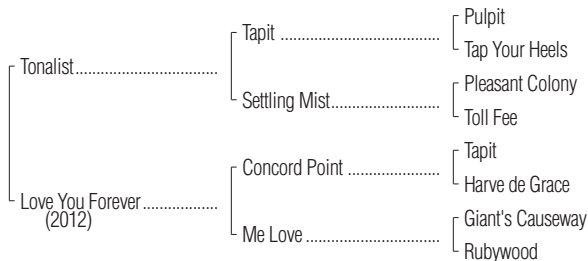 Pulpit
Tapit
Tap Your Heels
Tonalist
Pleasant Colony
Settling Mist
Toll Fee
Tapit
Concord Point
Harve de Grace
Love You Forever
(2012)
Giant's Causeway
Me Love
Rubywood